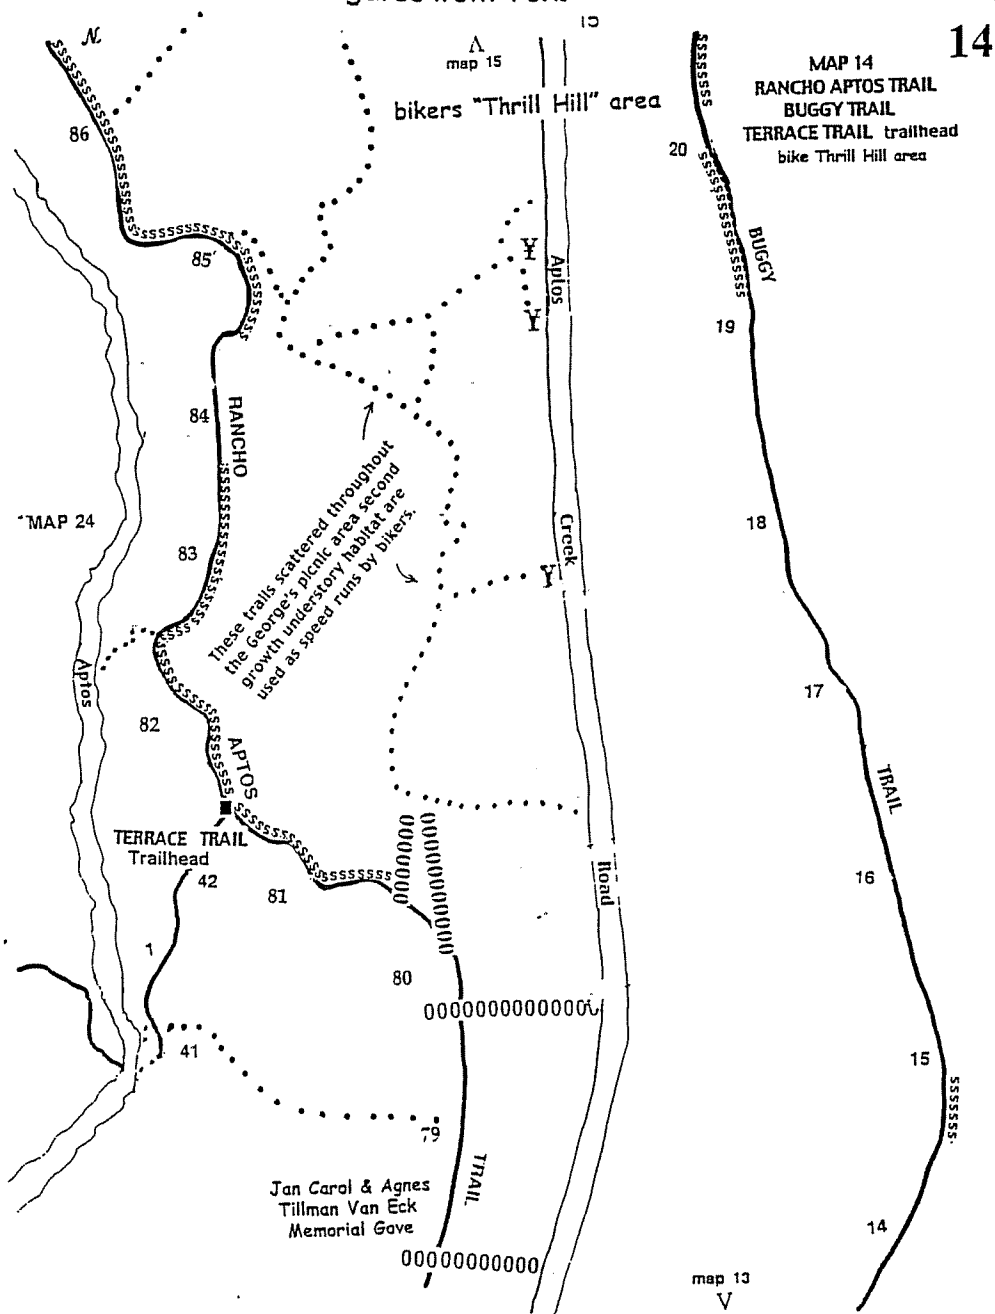 14
N
Λ
map 15
bikers "Thrill Hill" area
MAP 14
RANCHO APTOS TRAIL
BUGGY TRAIL
TERRACE TRAIL trailhead
bike Thrill Hill area
86
20
85
BUGGY
Aptos
19
84
RANCHO
These trails scattered throughout
the George's picnic area second
growth understory habitat are
used as speed runs by bikers.
MAP 24
18
Creek
83
Aptos
17
82
APTOS
TRAIL
TERRACE TRAIL
Trailhead
42
81
16
Road
1
80
41
15
79
TRAIL
Jan Carol & Agnes
Tillman Van Eck
Memorial Gove
14
map 13
V